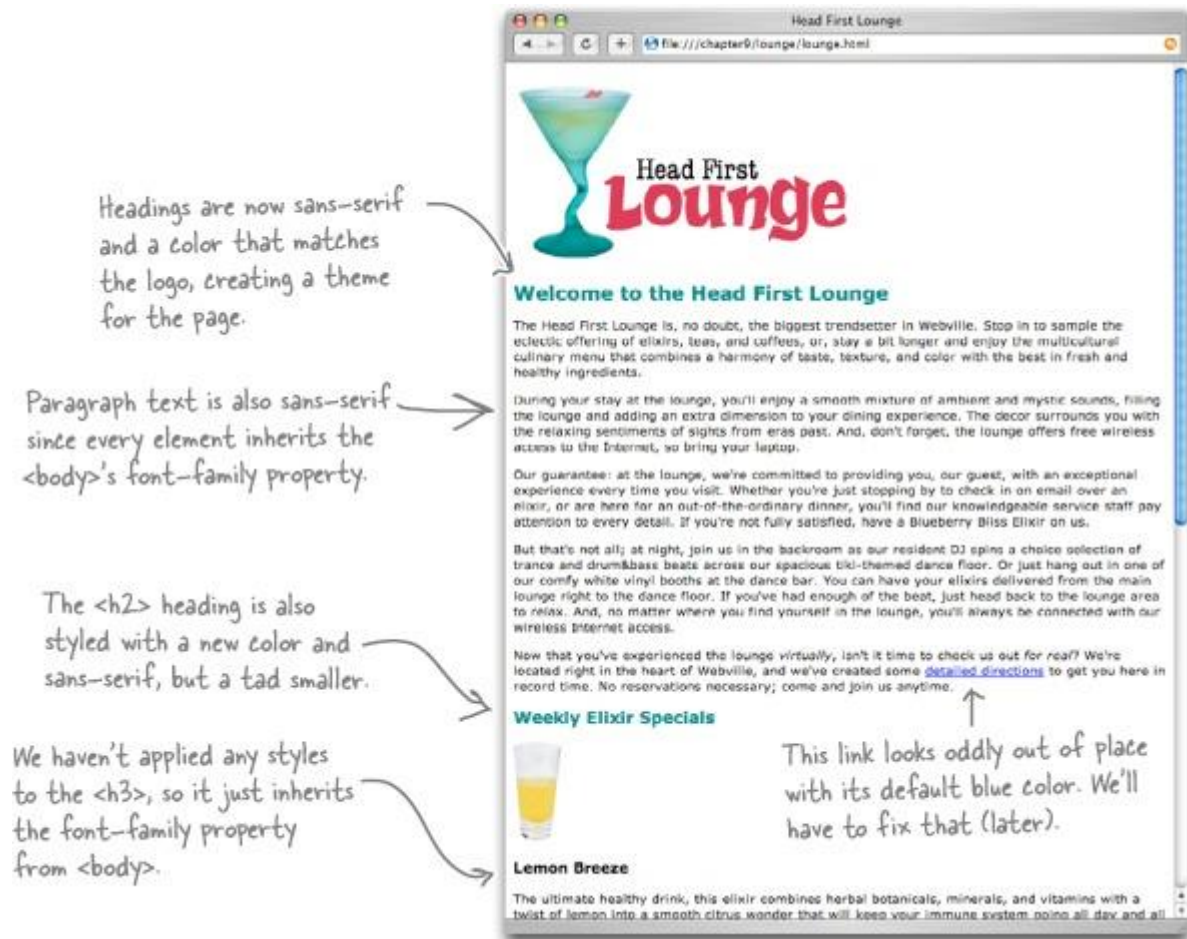 Head First Lounge
file:///chapter9/lounge/lounge.html
Head First
Lounge
Headings are now sans-serif
and a color that matches
the logo, creating a theme
for the page.
Welcome to the Head First Lounge
The Head First Lounge is, no doubt, the biggest trendsetter in Webville. Stop in to sample the
eclectic offering of elixirs, teas, and coffees, or, stay a bit longer and enjoy the multicultural
culinary menu that combines a harmony of taste, texture, and color with the best in fresh and
healthy ingredients.
Paragraph text is also sans-serif
since every element inherits the
<body>'s font-family property.
During your stay at the lounge, you'll enjoy a smooth mixture of ambient and mystic sounds, filling
the lounge and adding an extra dimension to your dining experience. The decor surrounds you with
the relaxing sentiments of sights from eras past. And, don't forget, the lounge offers free wireless
access to the Internet, so bring your laptop.
Our guarantee: at the lounge, we're committed to providing you, our guest, with an exceptional
experience every time you visit. Whether you're just stopping by to check in on email over an
elixir, or are here for an out-of-the-ordinary dinner, you'll find our knowledgeable service staff pay
attention to every detail. If you're not fully satisfied, have a Blueberry Bliss Elixir on us.
But that's not all; at night, join us in the backroom as our resident DJ spins a choice selection of
trance and drum&bass beats across our spacious tiki-themed dance floor. Or just hang out in one of
our comfy white vinyl booths at the dance bar. You can have your elixirs delivered from the main
lounge right to the dance floor. If you've had enough of the beat, just head back to the lounge area
to relax. And, no matter where you find yourself in the lounge, you'll always be connected with our
wireless Internet access.
The <h2> heading is also
styled with a new color and
sans-serif, but a tad smaller.
Now that you've experienced the lounge virtually, isn't it time to check us out for real? We're
located right in the heart of Webville, and we've created some detailed directions to get you here in
record time. No reservations necessary; come and join us anytime.
Weekly Elixir Specials
We haven't applied any styles
to the <h3>, so it just inherits
the font-family property
from <body>.
This link looks oddly out of place
with its default blue color. We'll
have to fix that (later).
Lemon Breeze
The ultimate healthy drink, this elixir combines herbal botanicals, minerals, and vitamins with a
twist of lemon into a smooth citrus wonder that will keep your immune system going all day and all